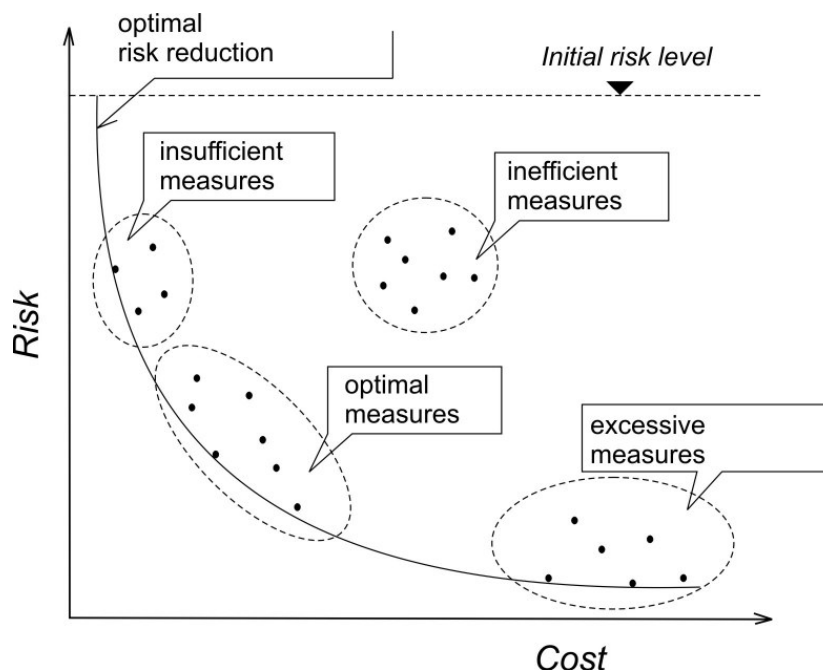 optimal
risk reduction
Initial risk level
insufficient
measures
inefficient
measures
Risk
optimal
measures
excessive
measures
Cost